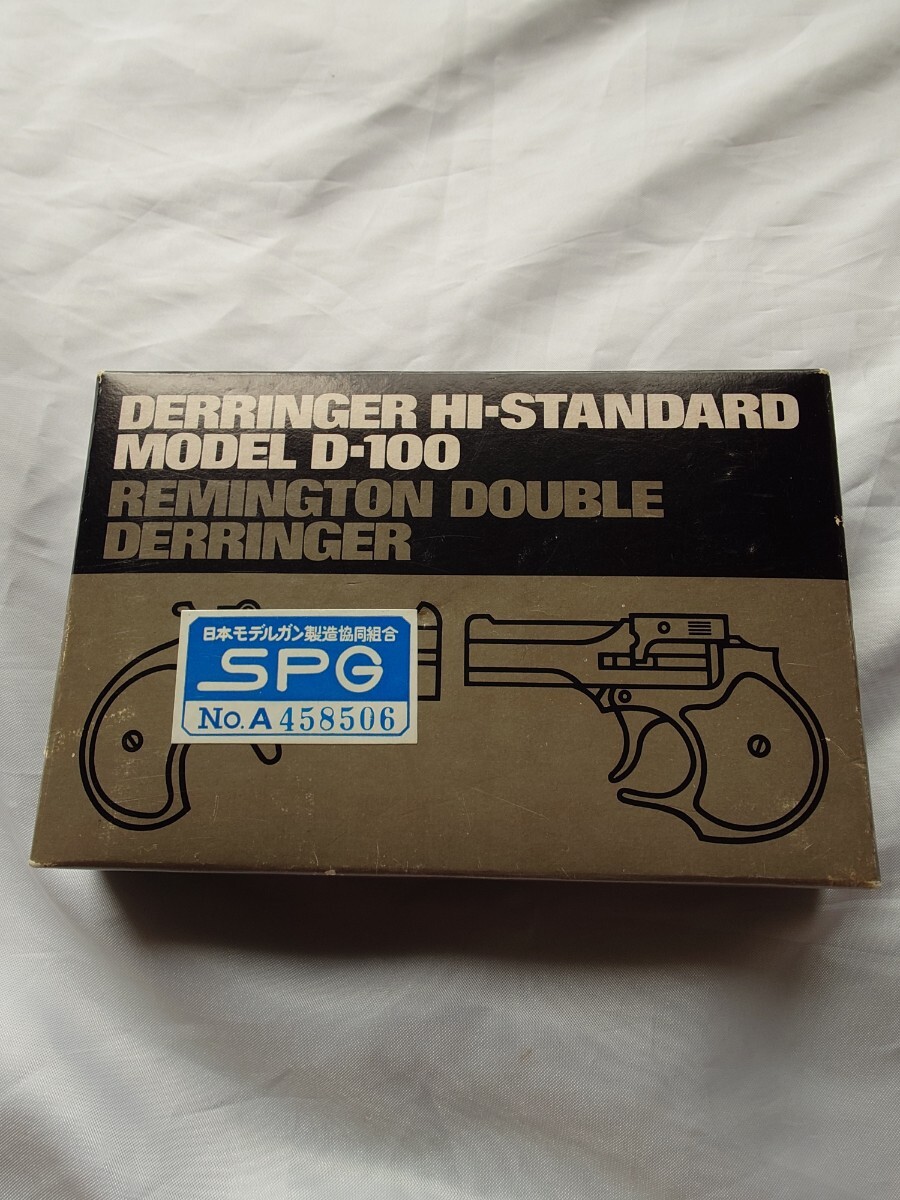 DERRINGER HI-STANDARD
MODEL D-100
REMINGTON DOUBLE
DERRINGER
日本モデルガン製造協同組合
SPG
No. A 458506